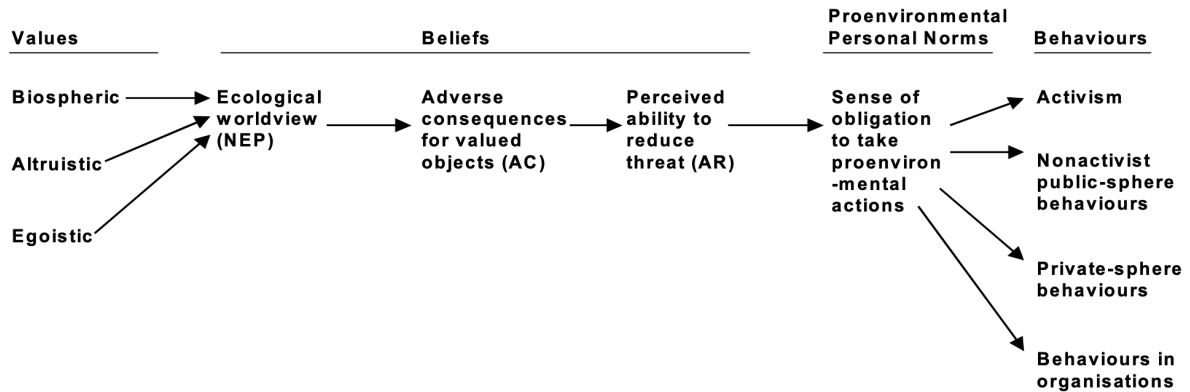 Values
Beliefs
Proenvironmental
Personal Norms
Behaviours
Biospheric
Altruistic
Egoistic
Ecological
worldview
(NEP)
Adverse
consequences
for valued
objects (AC)
Perceived
ability to
reduce
threat (AR)
Sense of
obligation
to take
proenviron
-mental
actions
Activism
Nonactivist
public-sphere
behaviours
Private-sphere
behaviours
Behaviours in
organisations